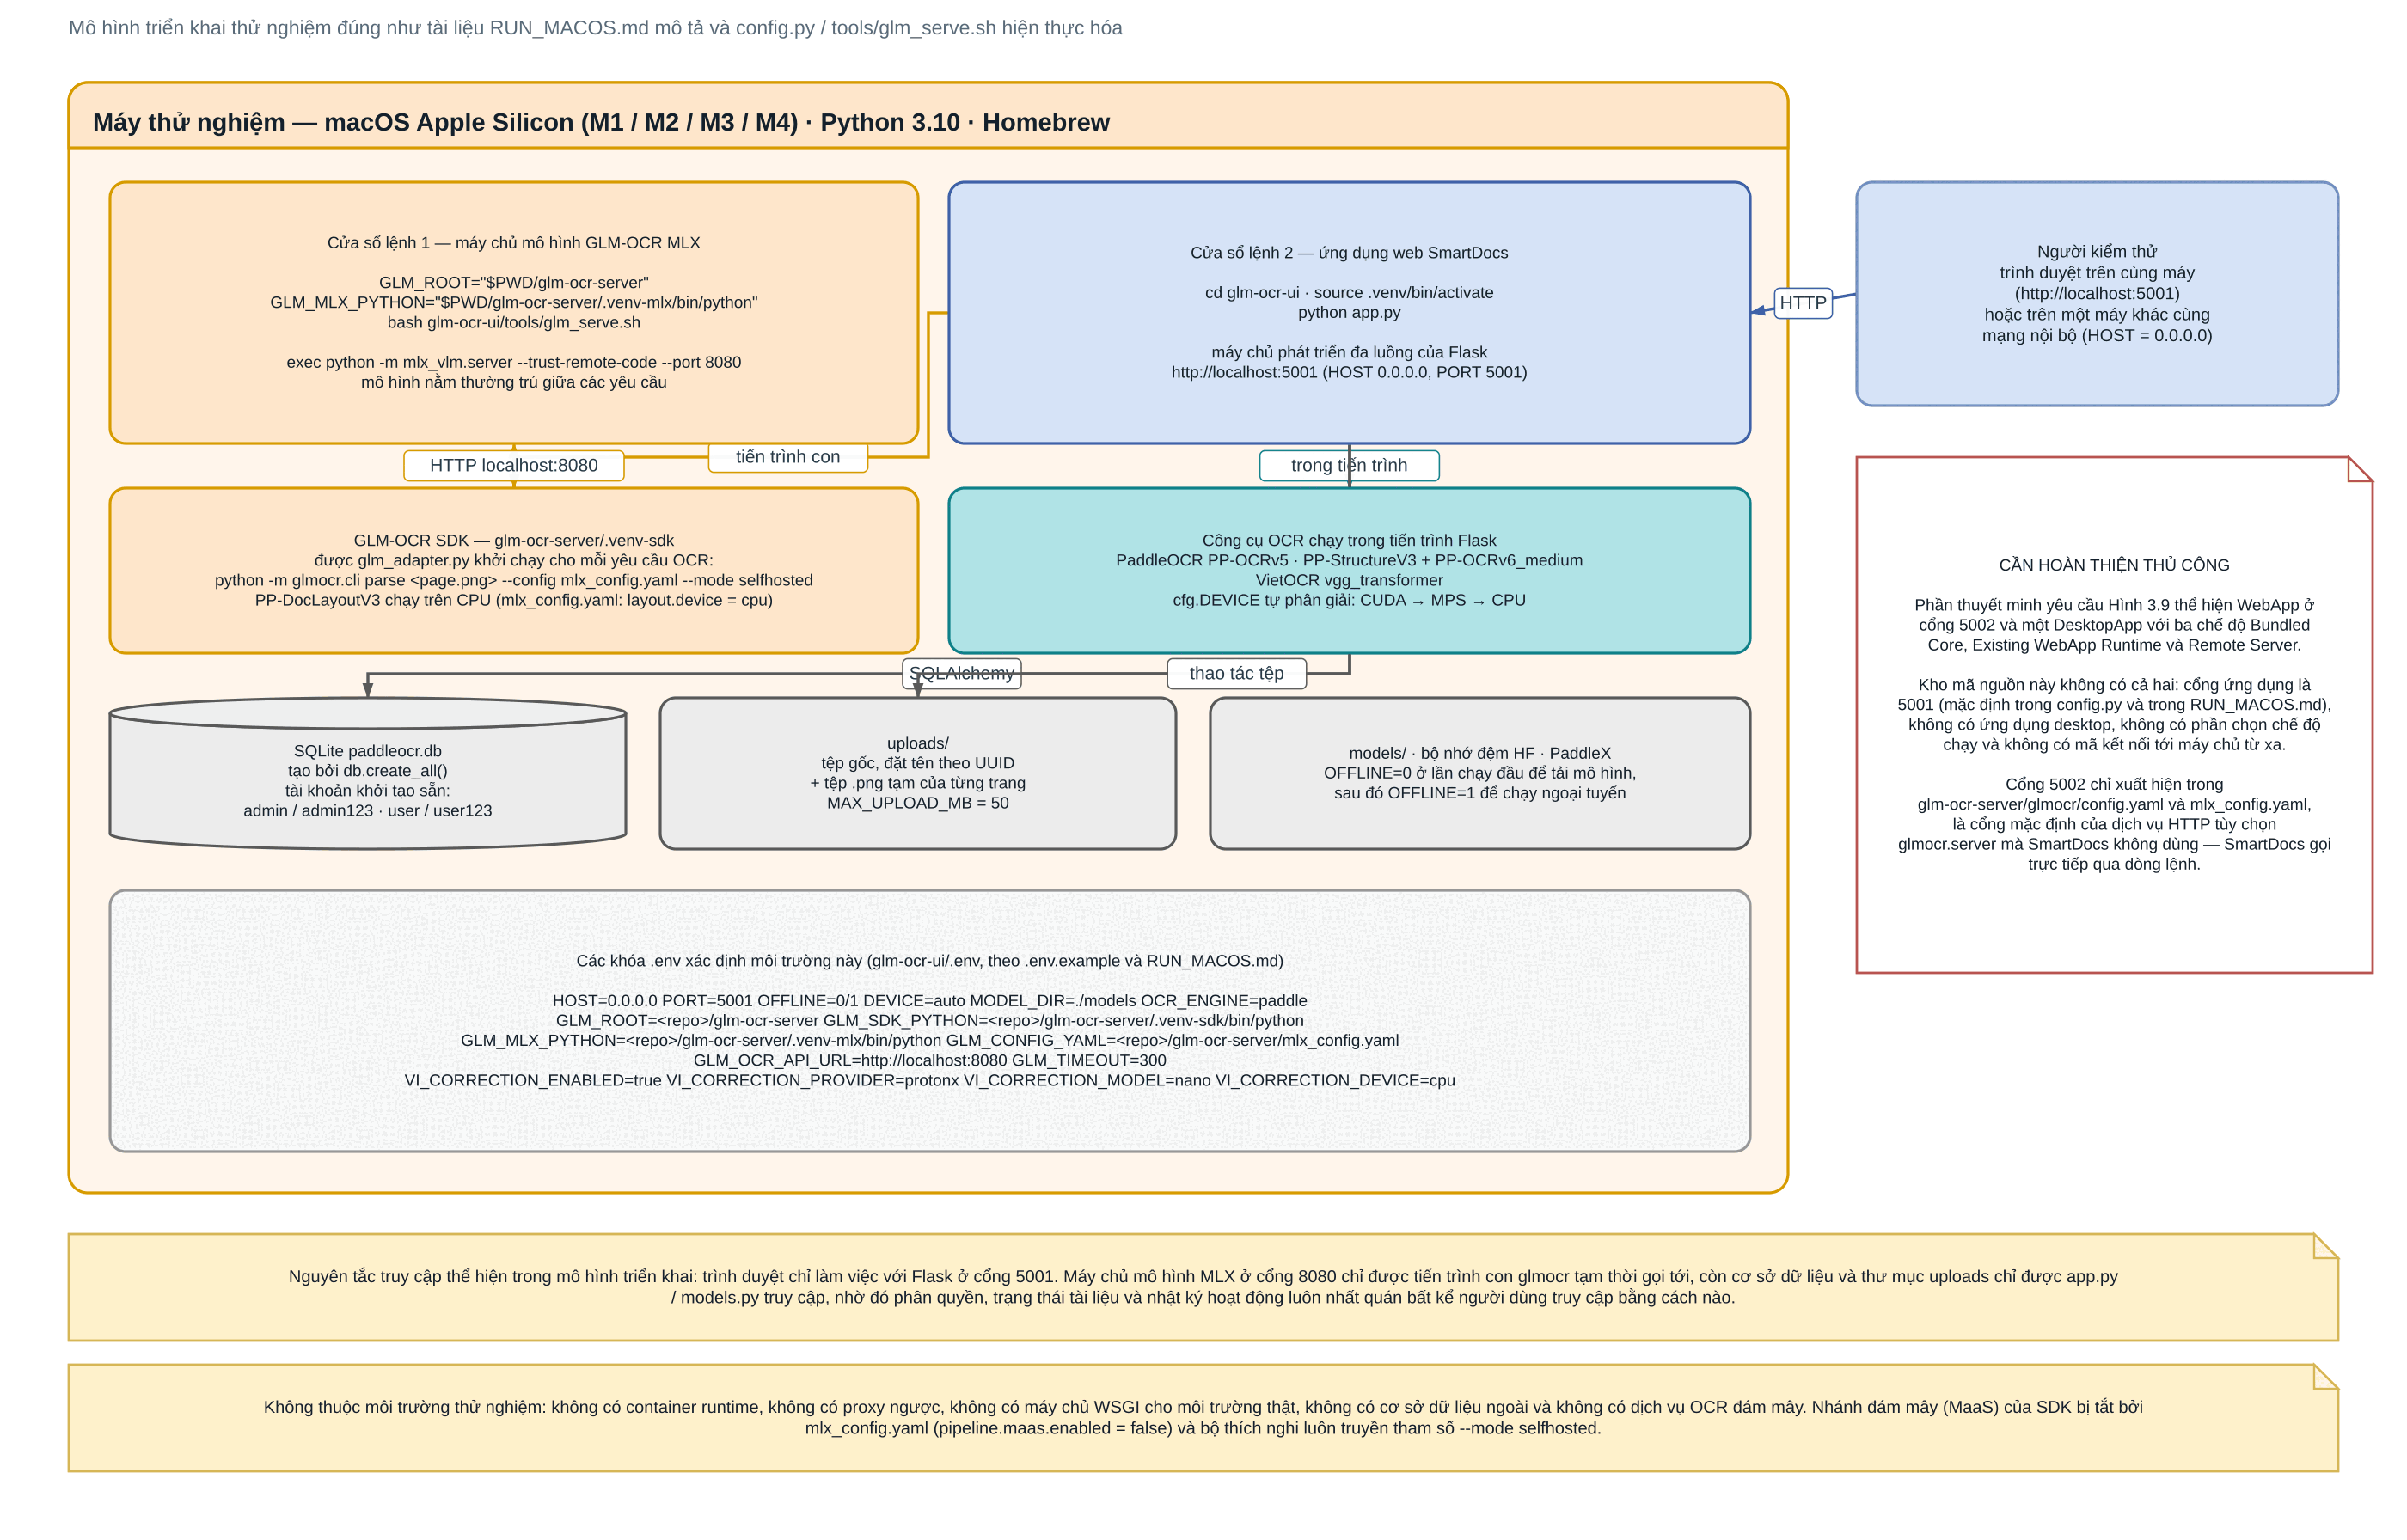 Mô hình triển khai thử nghiệm đúng như tài liệu RUN_MACOS.md mô tả và config.py / tools/glm_serve.sh hiện thực hóa
Máy thử nghiệm — macOS Apple Silicon (M1 / M2 / M3 / M4) · Python 3.10 · Homebrew
Cửa sổ lệnh 1 — máy chủ mô hình GLM-OCR MLX
GLM_ROOT="$PWD/glm-ocr-server"
GLM_MLX_PYTHON="$PWD/glm-ocr-server/.venv-mlx/bin/python"
bash glm-ocr-ui/tools/glm_serve.sh
exec python -m mlx_vlm.server --trust-remote-code --port 8080
mô hình nằm thường trú giữa các yêu cầu
Cửa sổ lệnh 2 — ứng dụng web SmartDocs
cd glm-ocr-ui · source .venv/bin/activate
python app.py
máy chủ phát triển đa luồng của Flask
http://localhost:5001 (HOST 0.0.0.0, PORT 5001)
HTTP
Người kiểm thử
trình duyệt trên cùng máy
(http://localhost:5001)
hoặc trên một máy khác cùng
mạng nội bộ (HOST = 0.0.0.0)
HTTP localhost:8080
tiến trình con
trong tiến trình
GLM-OCR SDK — glm-ocr-server/.venv-sdk
được glm_adapter.py khởi chạy cho mỗi yêu cầu OCR:
python -m glmocr.cli parse <page.png> --config mlx_config.yaml --mode selfhosted
PP-DocLayoutV3 chạy trên CPU (mlx_config.yaml: layout.device = cpu)
Công cụ OCR chạy trong tiến trình Flask
PaddleOCR PP-OCRv5 · PP-StructureV3 + PP-OCRv6_medium
VietOCR vgg_transformer
cfg.DEVICE tự phân giải: CUDA → MPS → CPU
SQLAlchemy
thao tác tệp
SQLite paddleocr.db
tạo bởi db.create_all()
tài khoản khởi tạo sẵn:
admin / admin123 · user / user123
uploads/
tệp gốc, đặt tên theo UUID
+ tệp .png tạm của từng trang
MAX_UPLOAD_MB = 50
models/ · bộ nhớ đệm HF · PaddleX
OFFLINE=0 ở lần chạy đầu để tải mô hình,
sau đó OFFLINE=1 để chạy ngoại tuyến
CẦN HOÀN THIỆN THỦ CÔNG
Phần thuyết minh yêu cầu Hình 3.9 thể hiện WebApp ở
cổng 5002 và một DesktopApp với ba chế độ Bundled
Core, Existing WebApp Runtime và Remote Server.
Kho mã nguồn này không có cả hai: cổng ứng dụng là
5001 (mặc định trong config.py và trong RUN_MACOS.md),
không có ứng dụng desktop, không có phần chọn chế độ
chạy và không có mã kết nối tới máy chủ từ xa.
Cổng 5002 chỉ xuất hiện trong
glm-ocr-server/glmocr/config.yaml và mlx_config.yaml,
là cổng mặc định của dịch vụ HTTP tùy chọn
glmocr.server mà SmartDocs không dùng — SmartDocs gọi
trực tiếp qua dòng lệnh.
Các khóa .env xác định môi trường này (glm-ocr-ui/.env, theo .env.example và RUN_MACOS.md)
HOST=0.0.0.0 PORT=5001 OFFLINE=0/1 DEVICE=auto MODEL_DIR=./models OCR_ENGINE=paddle
GLM_ROOT=<repo>/glm-ocr-server GLM_SDK_PYTHON=<repo>/glm-ocr-server/.venv-sdk/bin/python
GLM_MLX_PYTHON=<repo>/glm-ocr-server/.venv-mlx/bin/python GLM_CONFIG_YAML=<repo>/glm-ocr-server/mlx_config.yaml
GLM_OCR_API_URL=http://localhost:8080 GLM_TIMEOUT=300
VI_CORRECTION_ENABLED=true VI_CORRECTION_PROVIDER=protonx VI_CORRECTION_MODEL=nano VI_CORRECTION_DEVICE=cpu
Nguyên tắc truy cập thể hiện trong mô hình triển khai: trình duyệt chỉ làm việc với Flask ở cổng 5001. Máy chủ mô hình MLX ở cổng 8080 chỉ được tiến trình con glmocr tạm thời gọi tới, còn cơ sở dữ liệu và thư mục uploads chỉ được app.py
/ models.py truy cập, nhờ đó phân quyền, trạng thái tài liệu và nhật ký hoạt động luôn nhất quán bất kể người dùng truy cập bằng cách nào.
Không thuộc môi trường thử nghiệm: không có container runtime, không có proxy ngược, không có máy chủ WSGI cho môi trường thật, không có cơ sở dữ liệu ngoài và không có dịch vụ OCR đám mây. Nhánh đám mây (MaaS) của SDK bị tắt bởi
mlx_config.yaml (pipeline.maas.enabled = false) và bộ thích nghi luôn truyền tham số --mode selfhosted.